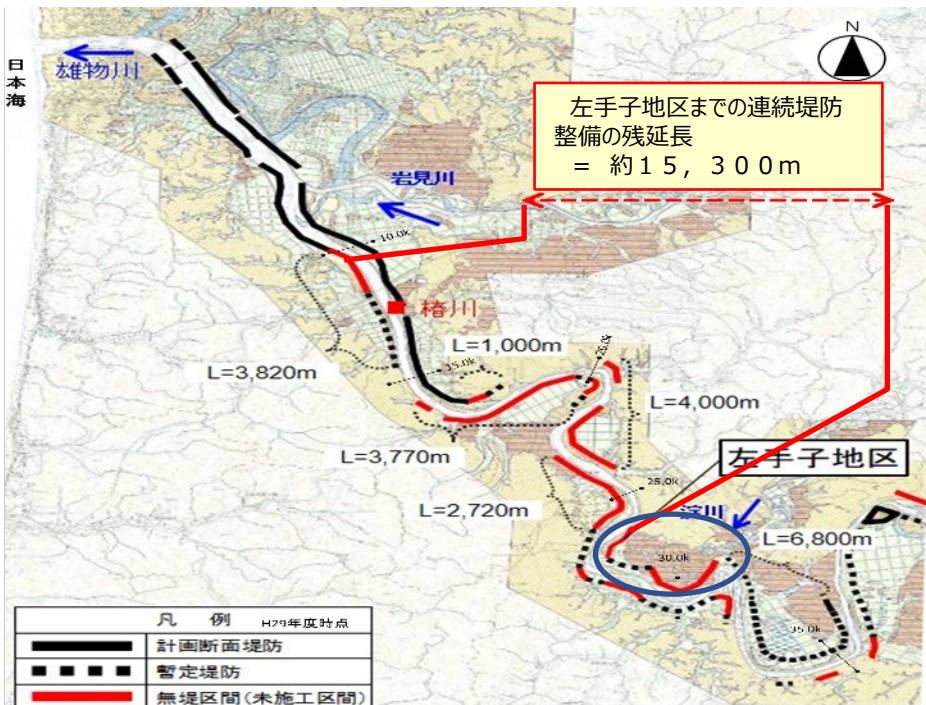 日本海
雄物川
N
左手子地区までの連続堤防
整備の残延長
= 約15,300m
岩見川
10.0k
椿川
L=1,000m
15.0k
20.0k
L=3,820m
L=4,000m
L=3,770m
左手子地区
L=2,720m
25.0k
淀川
L=6,800m
30.0k
35.0k
凡 例 H29年度時点
計画断面堤防
暫定堤防
無堤区間(未施工区間)